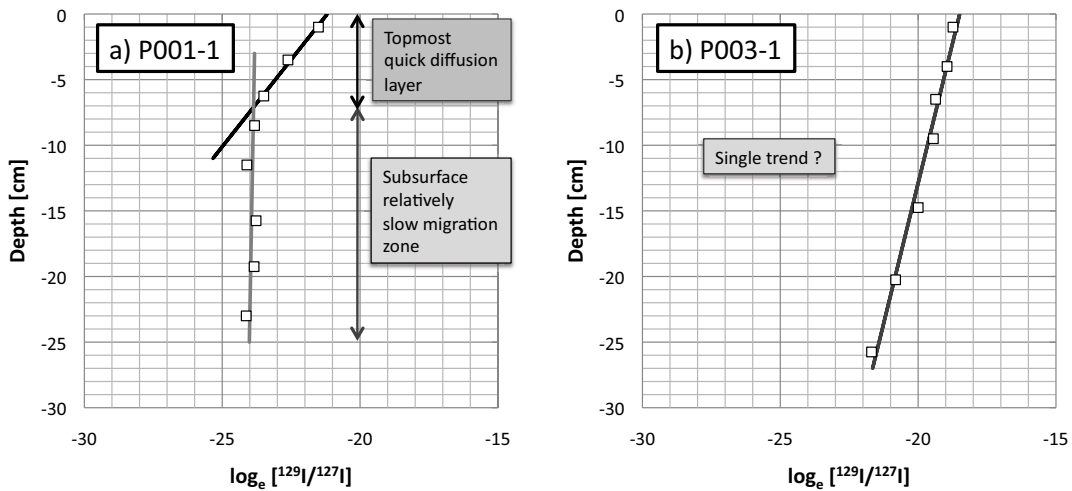 a) P001-1
Topmost
quick diffusion
layer
Subsurface
relatively
slow migration
zone
Depth [cm]
0
-5
-10
-15
-20
-25
-30
-30
-25
-20
-15
logₑ [¹²⁹I/¹²⁷I]
b) P003-1
Single trend ?
Depth [cm]
0
-5
-10
-15
-20
-25
-30
-30
-25
-20
-15
logₑ [¹²⁹I/¹²⁷I]